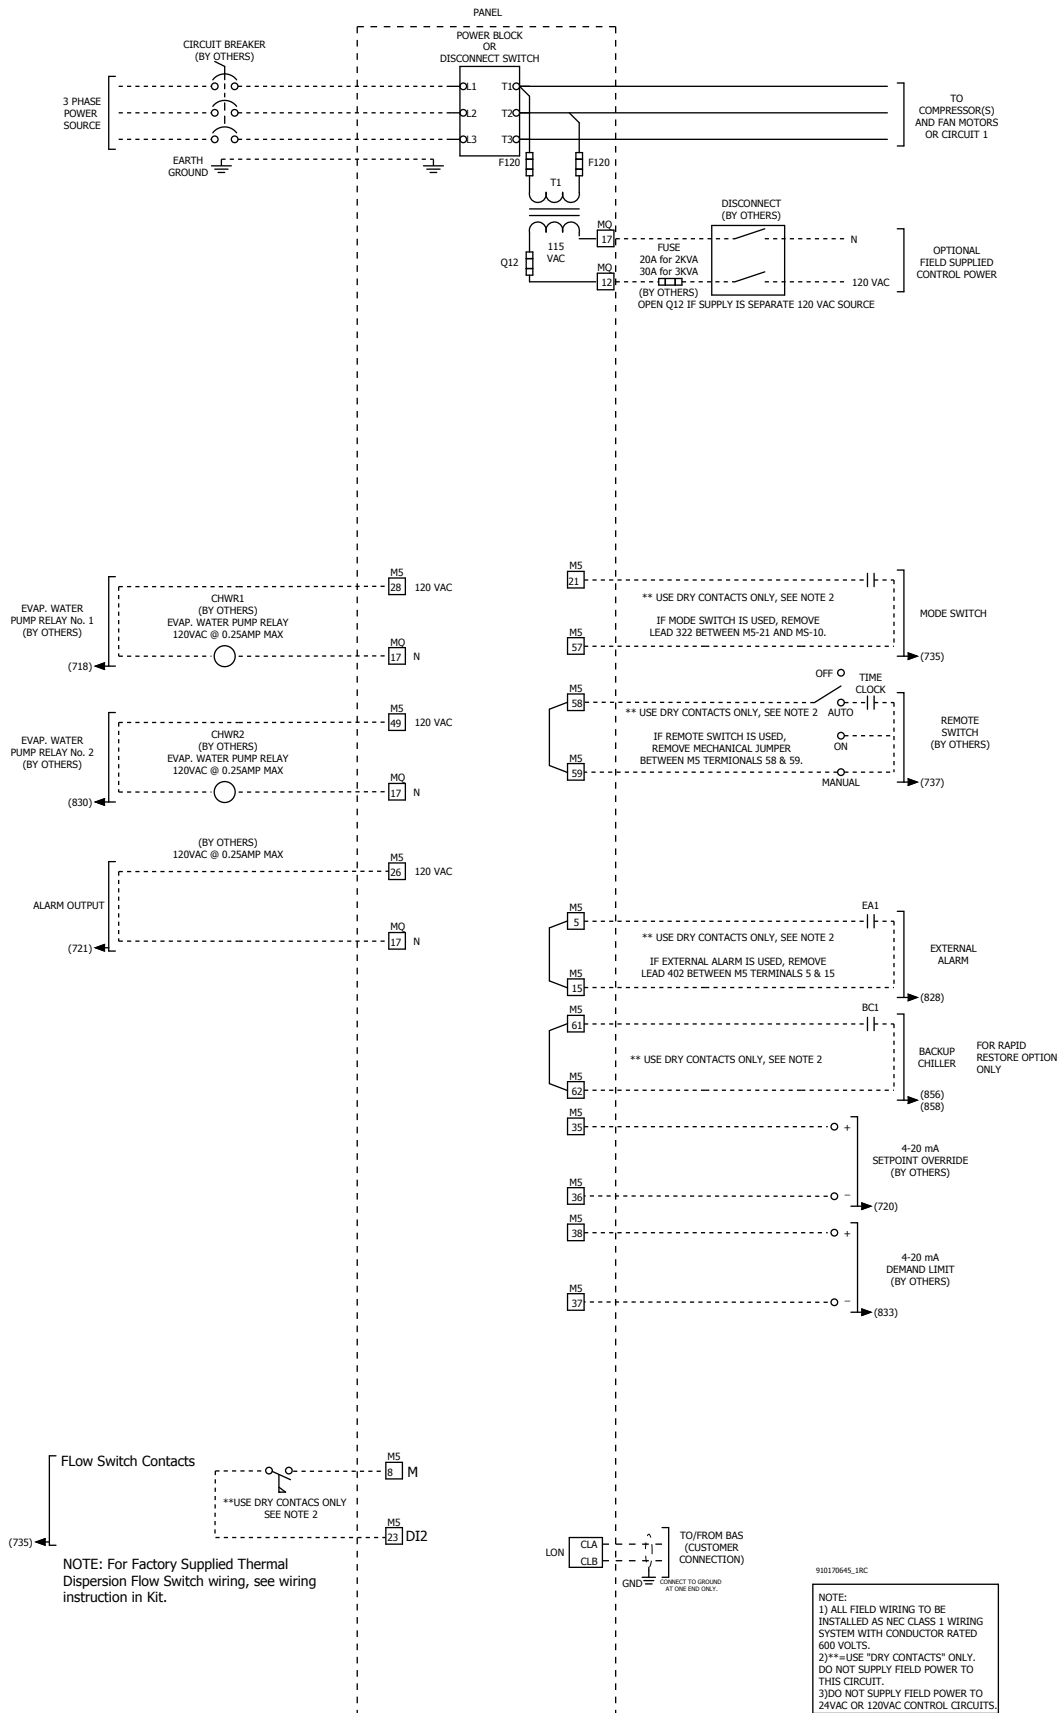 PANEL
CIRCUIT BREAKER
(BY OTHERS)
POWER BLOCK
OR
DISCONNECT SWITCH
3 PHASE
POWER
SOURCE
L1
T1
L2
T2
L3
T3
TO
COMPRESSOR(S)
AND FAN MOTORS
OR CIRCUIT 1
EARTH
GROUND
F120
F120
T1
115
VAC
Q12
MQ
17
MQ
12
FUSE
20A for 2KVA
30A for 3KVA
(BY OTHERS)
DISCONNECT
(BY OTHERS)
N
120 VAC
OPTIONAL
FIELD SUPPLIED
CONTROL POWER
OPEN Q12 IF SUPPLY IS SEPARATE 120 VAC SOURCE
EVAP. WATER
PUMP RELAY No. 1
(BY OTHERS)
(718)
CHWR1
(BY OTHERS)
EVAP. WATER PUMP RELAY
120VAC @ 0.25AMP MAX
M5
28
120 VAC
MQ
17
N
M5
21
** USE DRY CONTACTS ONLY, SEE NOTE 2
IF MODE SWITCH IS USED, REMOVE
LEAD 322 BETWEEN M5-21 AND MS-10.
M5
57
MODE SWITCH
(735)
EVAP. WATER
PUMP RELAY No. 2
(BY OTHERS)
(830)
CHWR2
(BY OTHERS)
EVAP. WATER PUMP RELAY
120VAC @ 0.25AMP MAX
M5
49
120 VAC
MQ
17
N
M5
58
OFF
TIME
CLOCK
** USE DRY CONTACTS ONLY, SEE NOTE 2
AUTO
IF REMOTE SWITCH IS USED,
REMOVE MECHANICAL JUMPER
BETWEEN M5 TERMIONALS 58 & 59.
ON
M5
59
MANUAL
REMOTE
SWITCH
(BY OTHERS)
(737)
ALARM OUTPUT
(721)
(BY OTHERS)
120VAC @ 0.25AMP MAX
M5
26
120 VAC
MQ
17
N
M5
5
EA1
** USE DRY CONTACTS ONLY, SEE NOTE 2
IF EXTERNAL ALARM IS USED, REMOVE
LEAD 402 BETWEEN M5 TERMINALS 5 & 15
M5
15
EXTERNAL
ALARM
(828)
M5
61
BC1
** USE DRY CONTACTS ONLY, SEE NOTE 2
M5
62
BACKUP
CHILLER
FOR RAPID
RESTORE OPTION
ONLY
(856)
(858)
M5
35
+
4-20 mA
SETPOINT OVERRIDE
(BY OTHERS)
M5
36
−
(720)
M5
38
+
4-20 mA
DEMAND LIMIT
(BY OTHERS)
M5
37
−
(833)
FLow Switch Contacts
M5
8
M
**USE DRY CONTACS ONLY
SEE NOTE 2
M5
23
DI2
(735)
NOTE: For Factory Supplied Thermal
Dispersion Flow Switch wiring, see wiring
instruction in Kit.
LON
CLA
CLB
GND
CONNECT TO GROUND
AT ONE END ONLY.
TO/FROM BAS
(CUSTOMER
CONNECTION)
910170645_1RC
NOTE:
1) ALL FIELD WIRING TO BE
INSTALLED AS NEC CLASS 1 WIRING
SYSTEM WITH CONDUCTOR RATED
600 VOLTS.
2)**=USE "DRY CONTACTS" ONLY.
DO NOT SUPPLY FIELD POWER TO
THIS CIRCUIT.
3)DO NOT SUPPLY FIELD POWER TO
24VAC OR 120VAC CONTROL CIRCUITS.